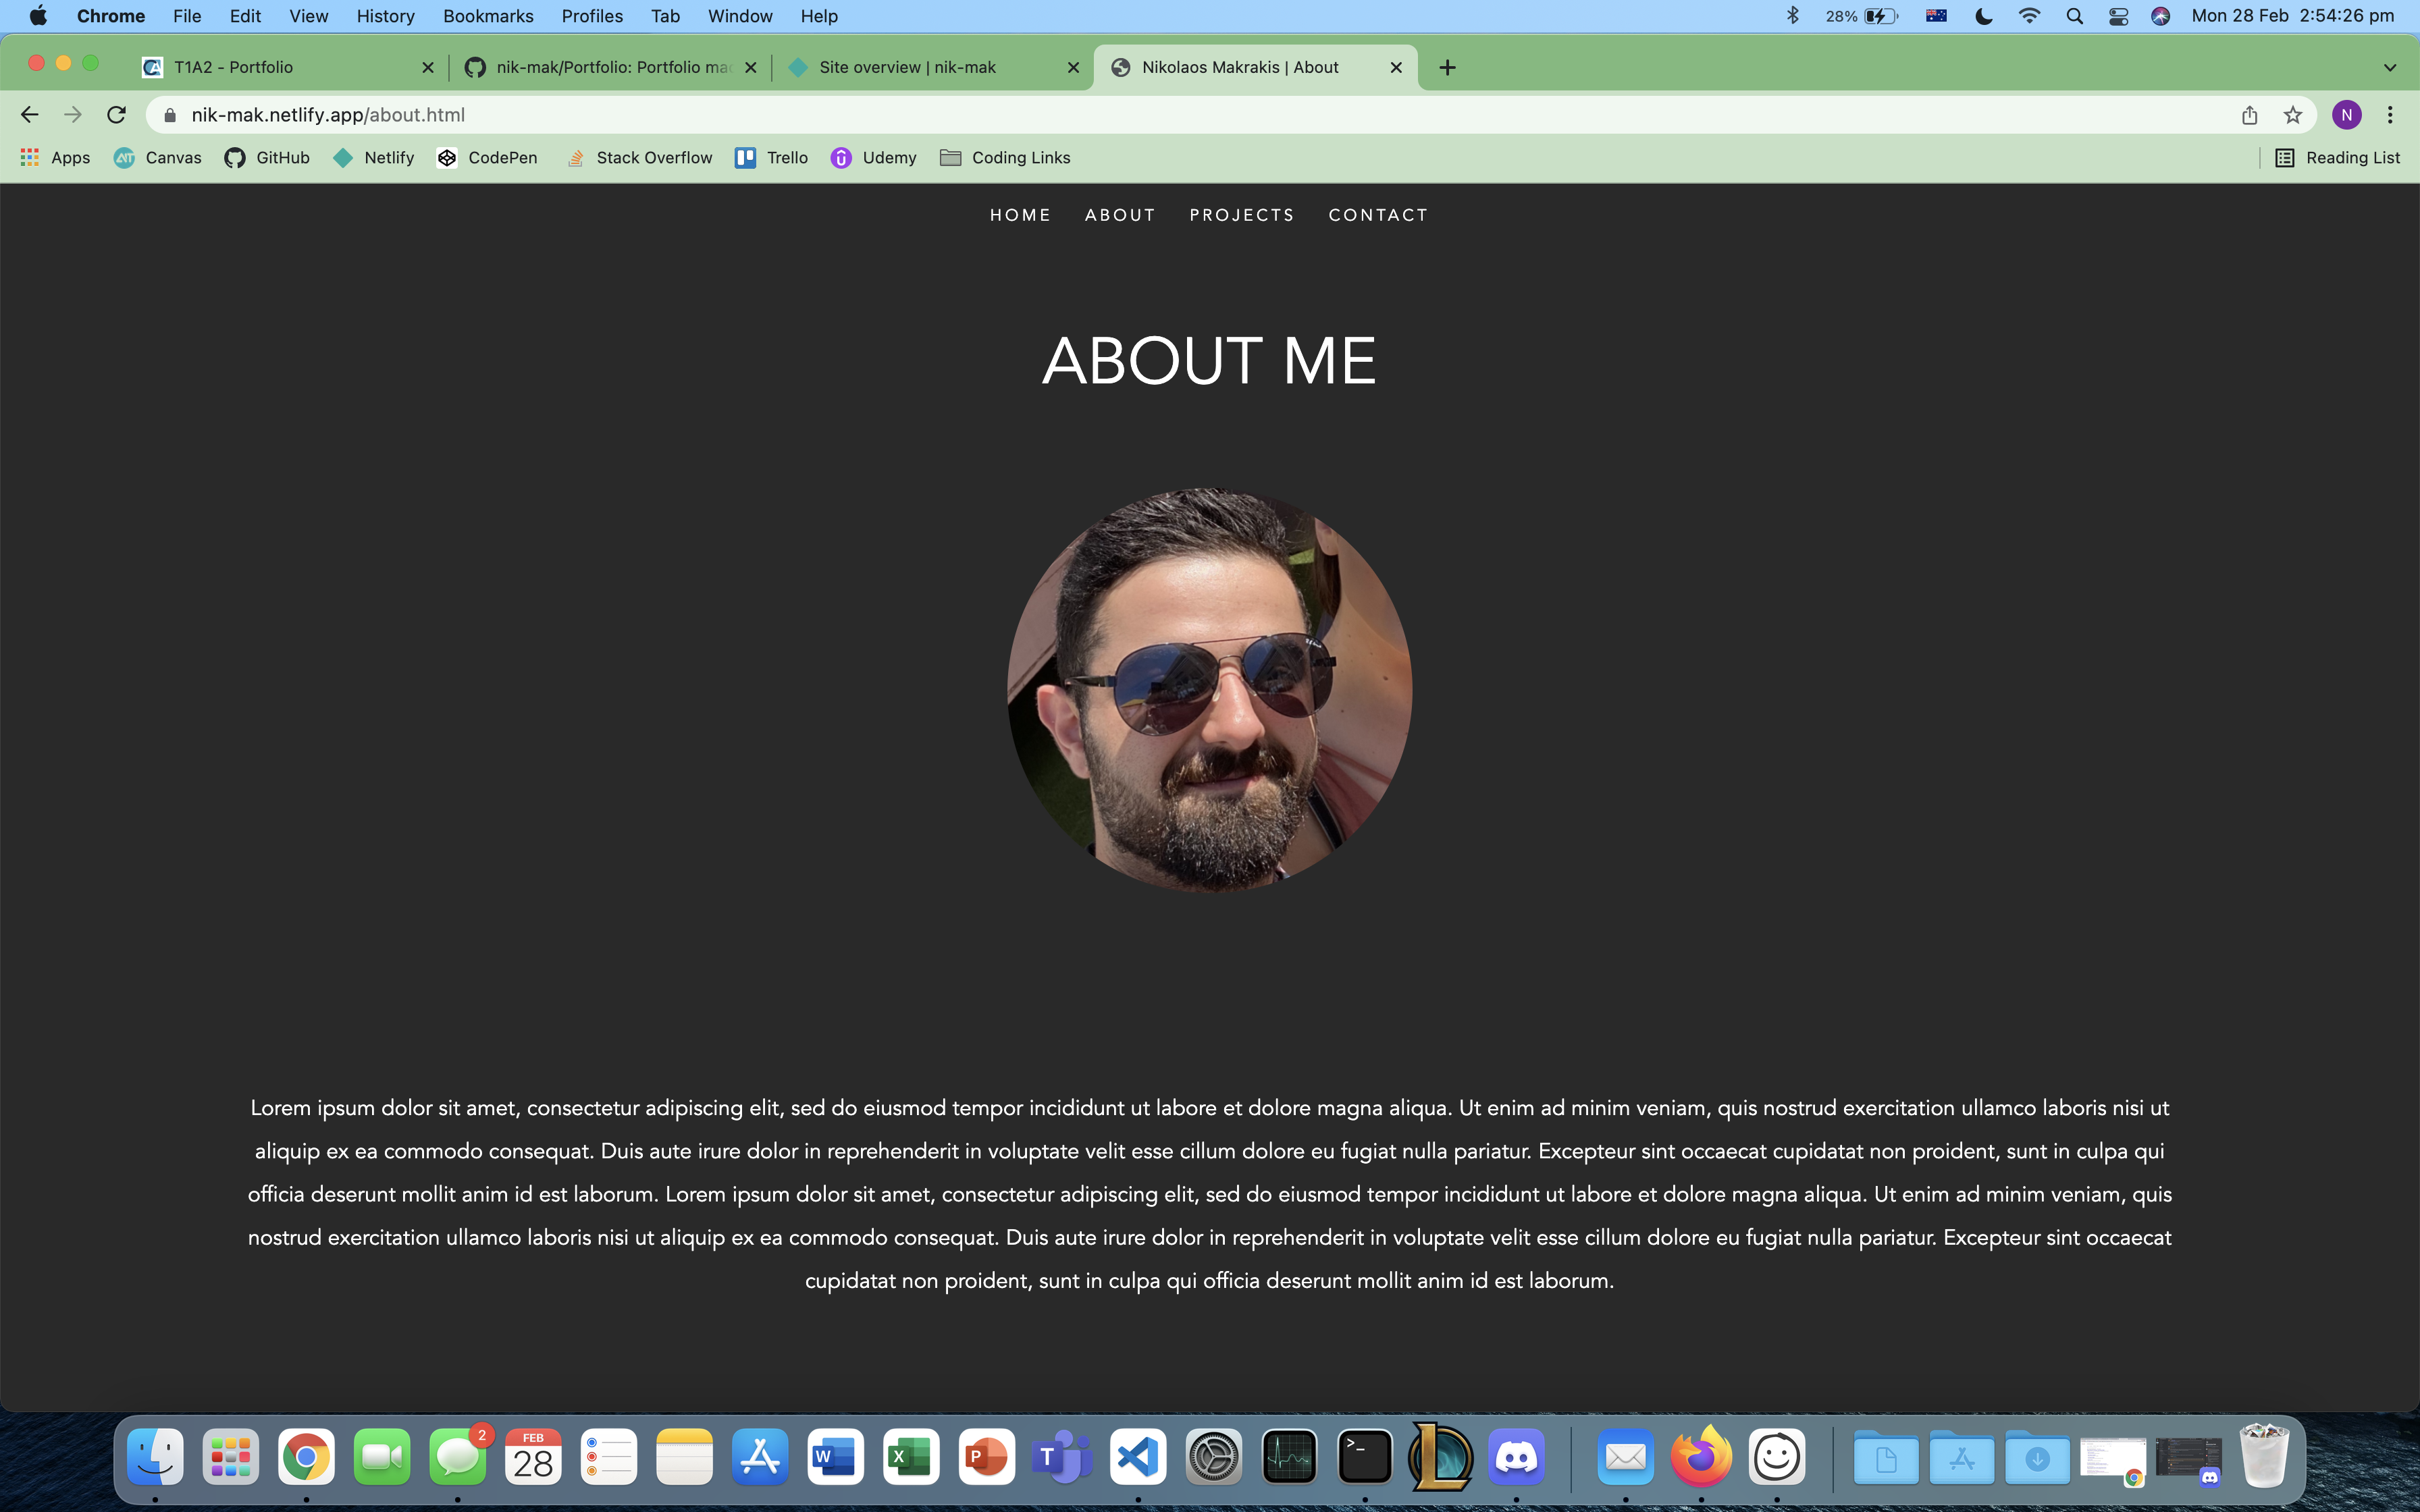 Chrome File Edit View History Bookmarks Profiles Tab Window Help 28% Mon 28 Feb 2:54:26 pm
T1A2 - Portfolio nik-mak/Portfolio: Portfolio mac Site overview | nik-mak Nikolaos Makrakis | About
nik-mak.netlify.app/about.html N
Apps Canvas GitHub Netlify CodePen Stack Overflow Trello Udemy Coding Links Reading List
HOME ABOUT PROJECTS CONTACT
ABOUT ME
Lorem ipsum dolor sit amet, consectetur adipiscing elit, sed do eiusmod tempor incididunt ut labore et dolore magna aliqua. Ut enim ad minim veniam, quis nostrud exercitation ullamco laboris nisi ut
aliquip ex ea commodo consequat. Duis aute irure dolor in reprehenderit in voluptate velit esse cillum dolore eu fugiat nulla pariatur. Excepteur sint occaecat cupidatat non proident, sunt in culpa qui
officia deserunt mollit anim id est laborum. Lorem ipsum dolor sit amet, consectetur adipiscing elit, sed do eiusmod tempor incididunt ut labore et dolore magna aliqua. Ut enim ad minim veniam, quis
nostrud exercitation ullamco laboris nisi ut aliquip ex ea commodo consequat. Duis aute irure dolor in reprehenderit in voluptate velit esse cillum dolore eu fugiat nulla pariatur. Excepteur sint occaecat
cupidatat non proident, sunt in culpa qui officia deserunt mollit anim id est laborum.
2
FEB
28
W X P T >_ L